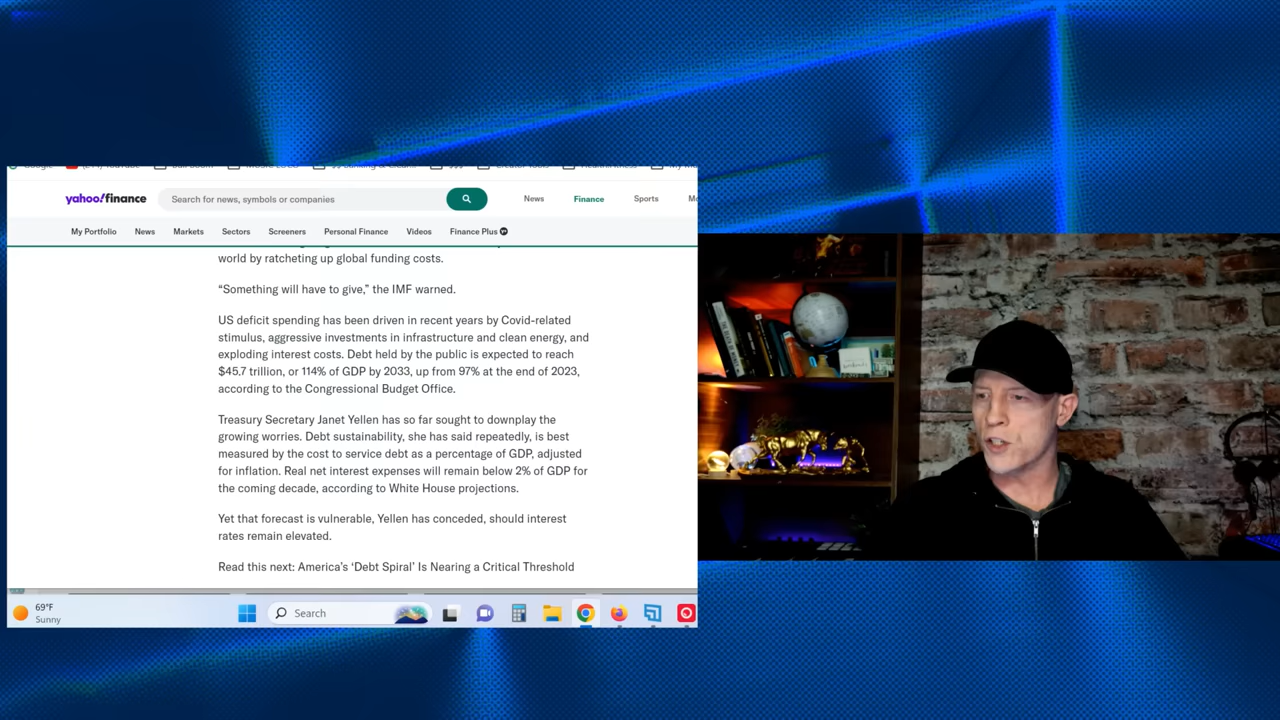 yahoo!finance
Search for news, symbols or companies
News
Finance
Sports
My Portfolio
News
Markets
Sectors
Screeners
Personal Finance
Videos
Finance Plus
world by ratcheting up global funding costs.
“Something will have to give,” the IMF warned.
US deficit spending has been driven in recent years by Covid-related
stimulus, aggressive investments in infrastructure and clean energy, and
exploding interest costs. Debt held by the public is expected to reach
$45.7 trillion, or 114% of GDP by 2033, up from 97% at the end of 2023,
according to the Congressional Budget Office.
Treasury Secretary Janet Yellen has so far sought to downplay the
growing worries. Debt sustainability, she has said repeatedly, is best
measured by the cost to service debt as a percentage of GDP, adjusted
for inflation. Real net interest expenses will remain below 2% of GDP for
the coming decade, according to White House projections.
Yet that forecast is vulnerable, Yellen has conceded, should interest
rates remain elevated.
Read this next: America’s ‘Debt Spiral’ Is Nearing a Critical Threshold
69°F
Sunny
Search